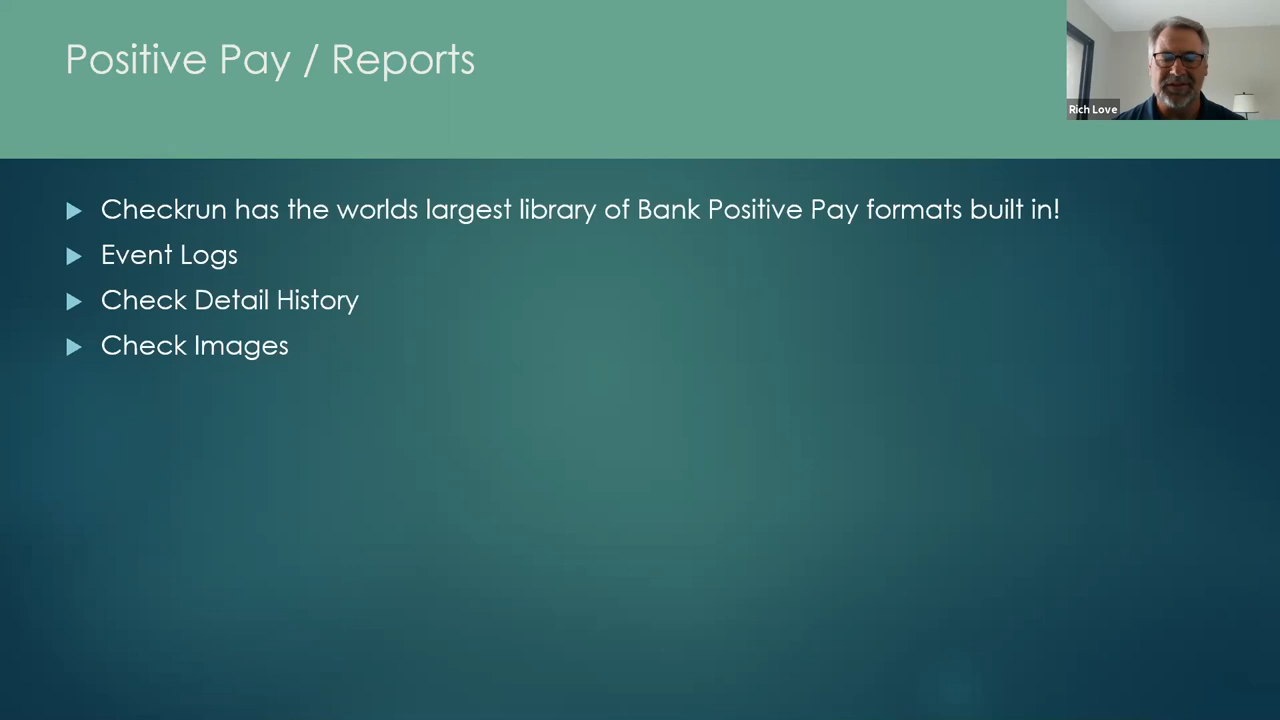 Positive Pay / Reports
Rich Love
Checkrun has the worlds largest library of Bank Positive Pay formats built in!
Event Logs
Check Detail History
Check Images